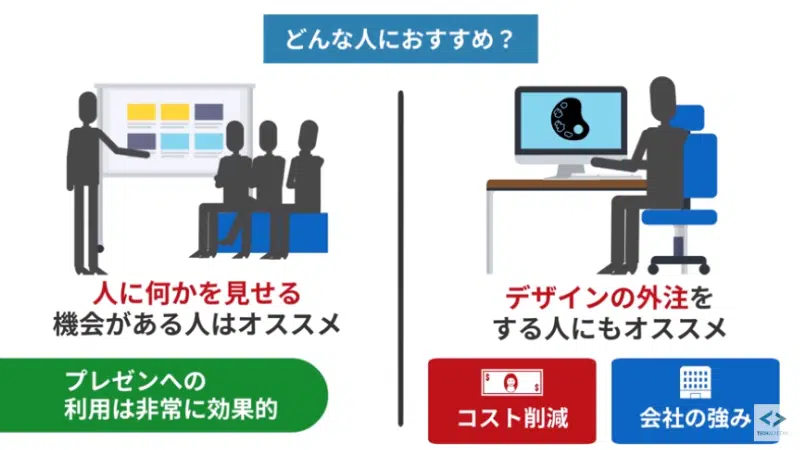 どんな人におすすめ？
人に何かを見せる
機会がある人はオススメ
プレゼンへの
利用は非常に効果的
デザインの外注を
する人にもオススメ
コスト削減
会社の強み